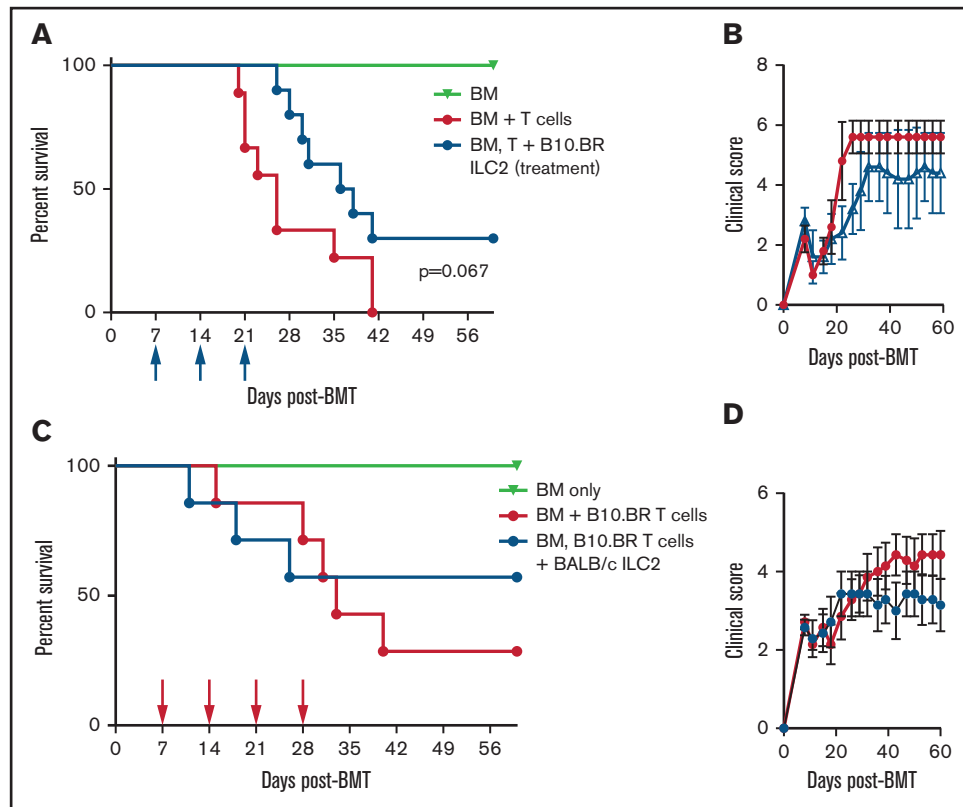 A
Percent survival
100
50
0
0 7 14 21 28 35 42 49 56
Days post-BMT
BM
BM + T cells
BM, T + B10.BR
ILC2 (treatment)
p=0.067
B
Clinical score
8
6
4
2
0
0 20 40 60
Days post-BMT
C
Percent survival
100
50
0
0 7 14 21 28 35 42 49 56
Days post-BMT
BM only
BM + B10.BR T cells
BM, B10.BR T cells
+ BALB/c ILC2
D
Clinical score
6
4
2
0
0 20 40 60
Days post-BMT